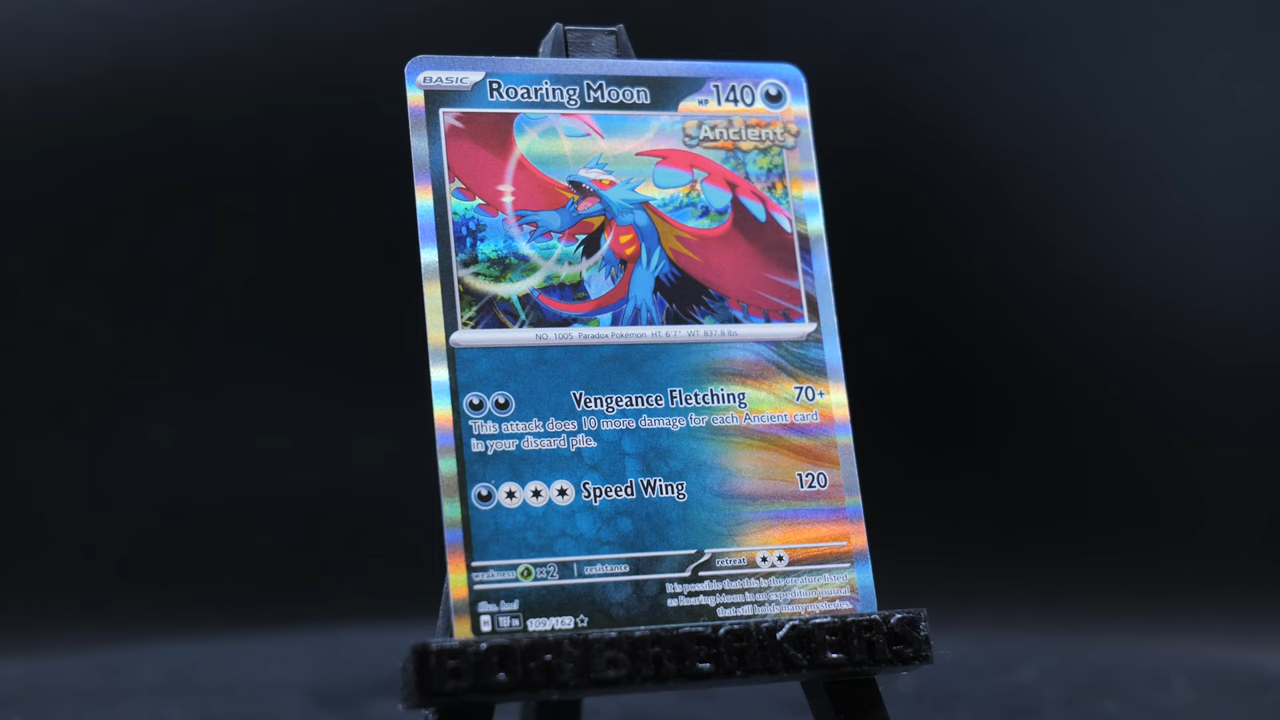 BASIC Roaring Moon HP 140
Ancient
NO. 1005 Paradox Pokémon HT. 6'7" WT. 837.8 lbs.
Vengeance Fletching 70+
This attack does 10 more damage for each Ancient card
in your discard pile.
Speed Wing 120
weakness ×2 resistance retreat
It is possible that this is the creature listed
as Roaring Moon in an expedition journal
that still holds many mysteries.
Illus.
H TEF EN 109/162
BOXBREAKERS